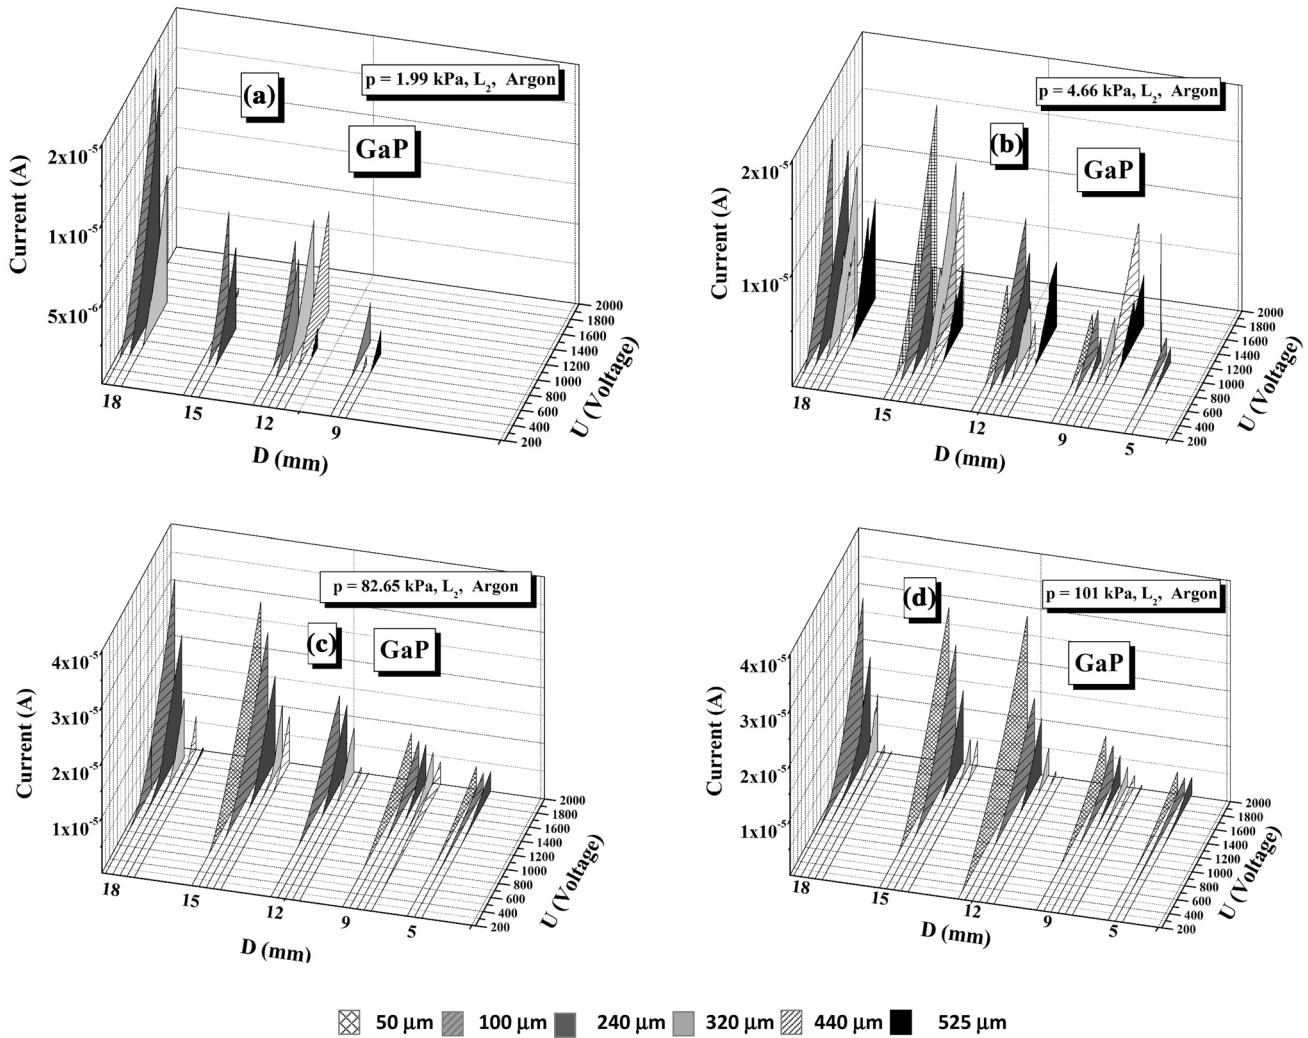 (a)
p = 1.99 kPa, L₂, Argon
GaP
Current (A)
2x10⁻⁵
1x10⁻⁵
5x10⁻⁶
18
15
12
9
D (mm)
200
400
600
800
1000
1200
1400
1600
1800
2000
U (Voltage)
(b)
p = 4.66 kPa, L₂, Argon
GaP
Current (A)
2x10⁻⁵
1x10⁻⁵
18
15
12
9
5
D (mm)
200
400
600
800
1000
1200
1400
1600
1800
2000
U (Voltage)
(c)
p = 82.65 kPa, L₂, Argon
GaP
Current (A)
4x10⁻⁵
3x10⁻⁵
2x10⁻⁵
1x10⁻⁵
18
15
12
9
5
D (mm)
200
400
600
800
1000
1200
1400
1600
1800
2000
U (Voltage)
(d)
p = 101 kPa, L₂, Argon
GaP
Current (A)
4x10⁻⁵
3x10⁻⁵
2x10⁻⁵
1x10⁻⁵
18
15
12
9
5
D (mm)
200
400
600
800
1000
1200
1400
1600
1800
2000
U (Voltage)
50 μm 100 μm 240 μm 320 μm 440 μm 525 μm